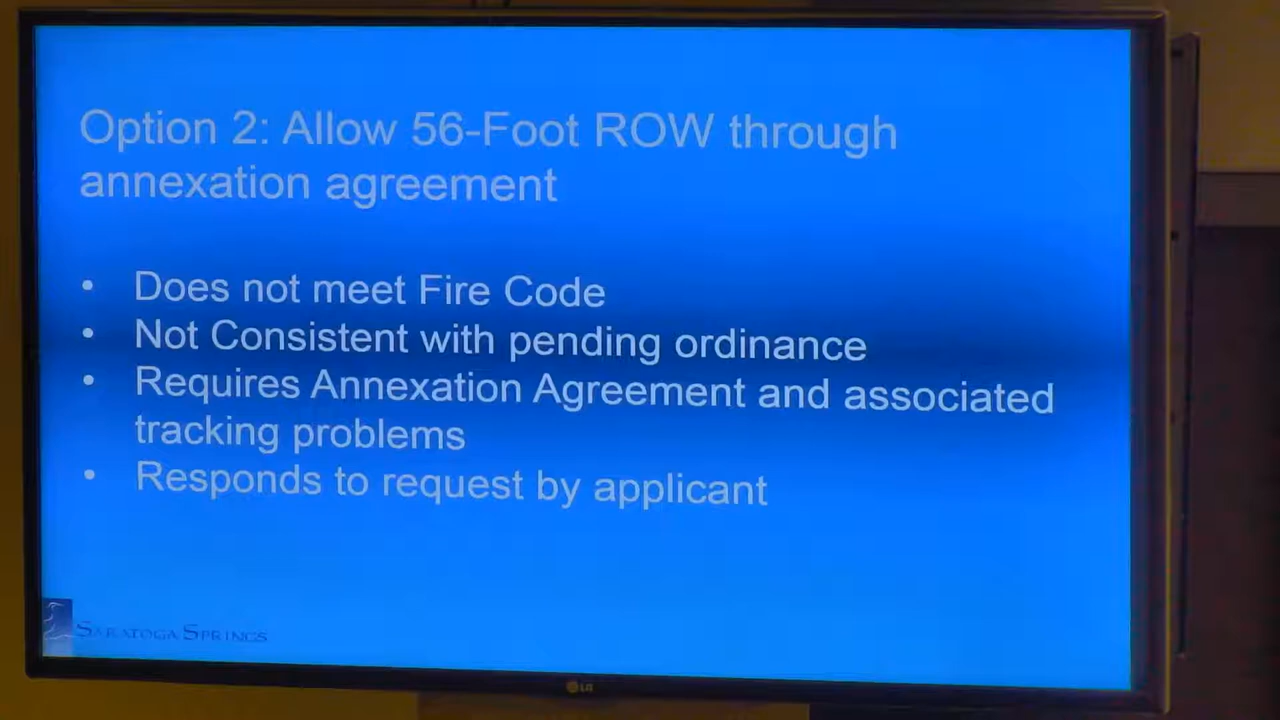 Option 2: Allow 56-Foot ROW through
annexation agreement
• Does not meet Fire Code
• Not Consistent with pending ordinance
• Requires Annexation Agreement and associated
tracking problems
• Responds to request by applicant
SARATOGA SPRINGS
LG